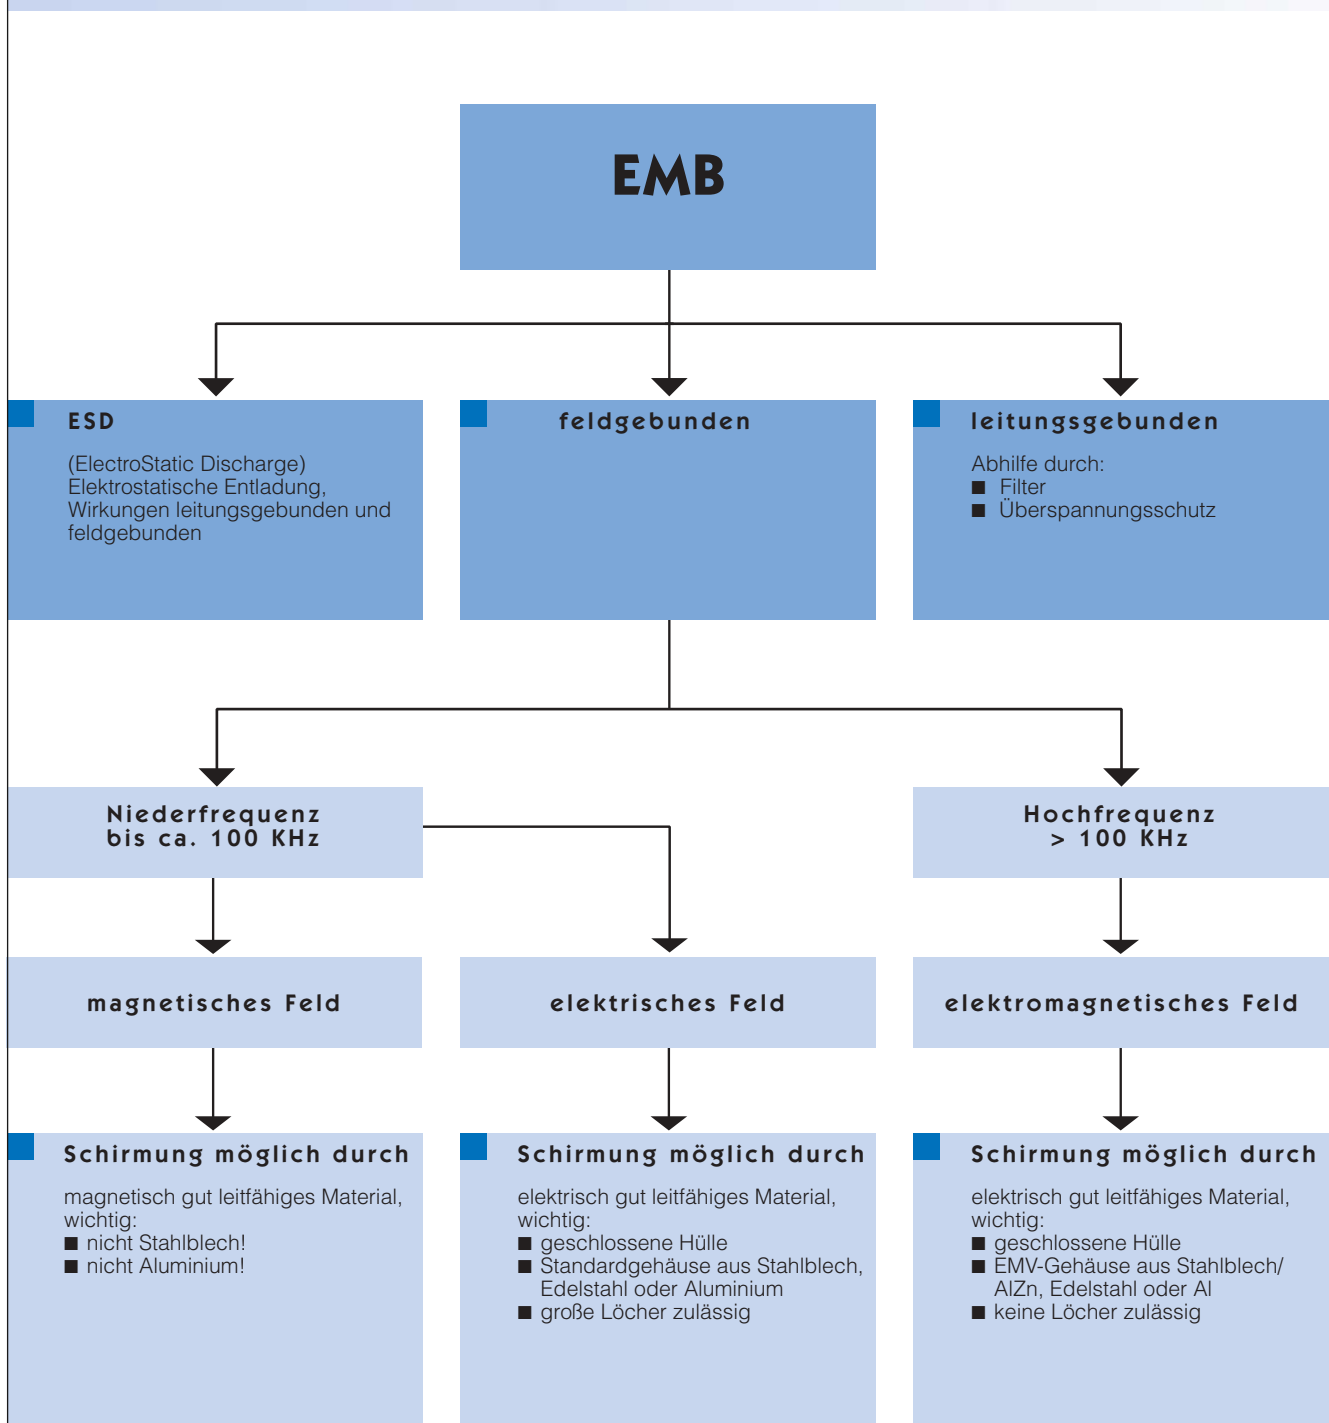 EMB
ESD
(ElectroStatic Discharge)
Elektrostatische Entladung,
Wirkungen leitungsgebunden und
feldgebunden
feldgebunden
leitungsgebunden
Abhilfe durch:
■ Filter
■ Überspannungsschutz
Niederfrequenz
bis ca. 100 KHz
Hochfrequenz
> 100 KHz
magnetisches Feld
elektrisches Feld
elektromagnetisches Feld
Schirmung möglich durch
magnetisch gut leitfähiges Material,
wichtig:
■ nicht Stahlblech!
■ nicht Aluminium!
Schirmung möglich durch
elektrisch gut leitfähiges Material,
wichtig:
■ geschlossene Hülle
■ Standardgehäuse aus Stahlblech,
Edelstahl oder Aluminium
■ große Löcher zulässig
Schirmung möglich durch
elektrisch gut leitfähiges Material,
wichtig:
■ geschlossene Hülle
■ EMV-Gehäuse aus Stahlblech/
AlZn, Edelstahl oder Al
■ keine Löcher zulässig